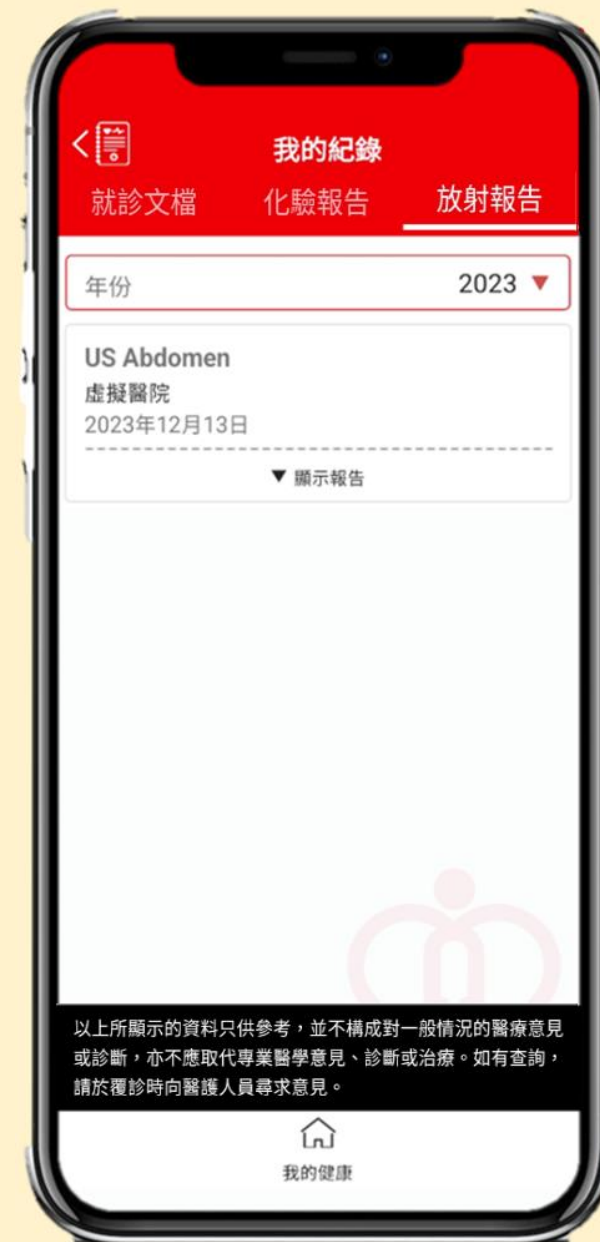 我的紀錄
就診文檔 化驗報告 放射報告
年份 2023 ▼
US Abdomen
虛擬醫院
2023年12月13日
▼ 顯示報告
以上所顯示的資料只供參考，並不構成對一般情況的醫療意見
或診斷，亦不應取代專業醫學意見、診斷或治療。如有查詢，
請於覆診時向醫護人員尋求意見。
我的健康